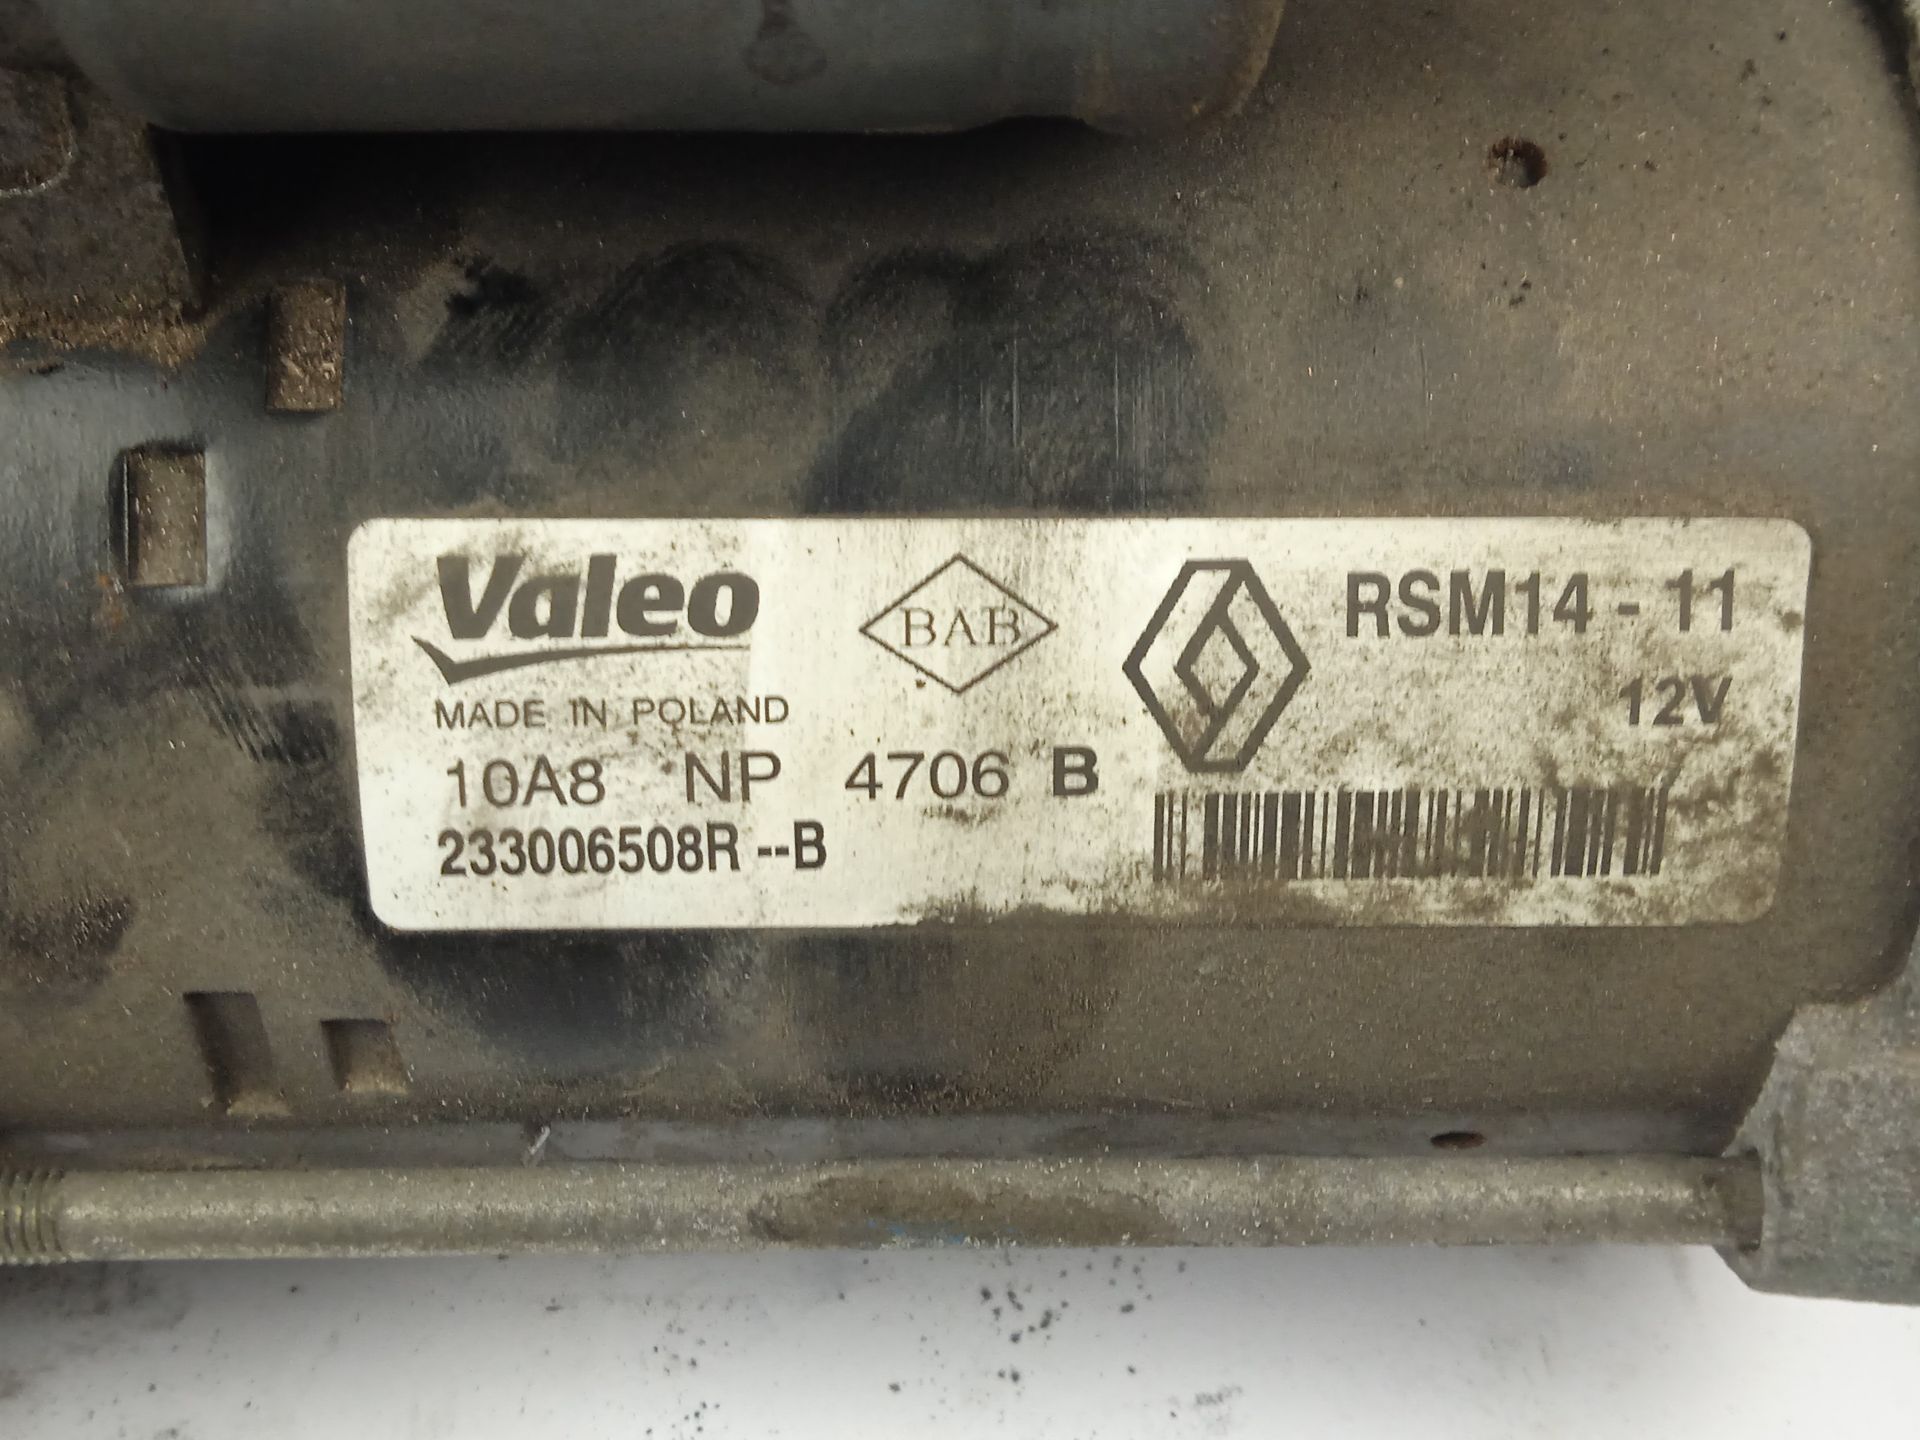 Valeo
BAB
RSM14 - 11
12V
MADE IN POLAND
10A8 NP 4706 B
233006508R --B